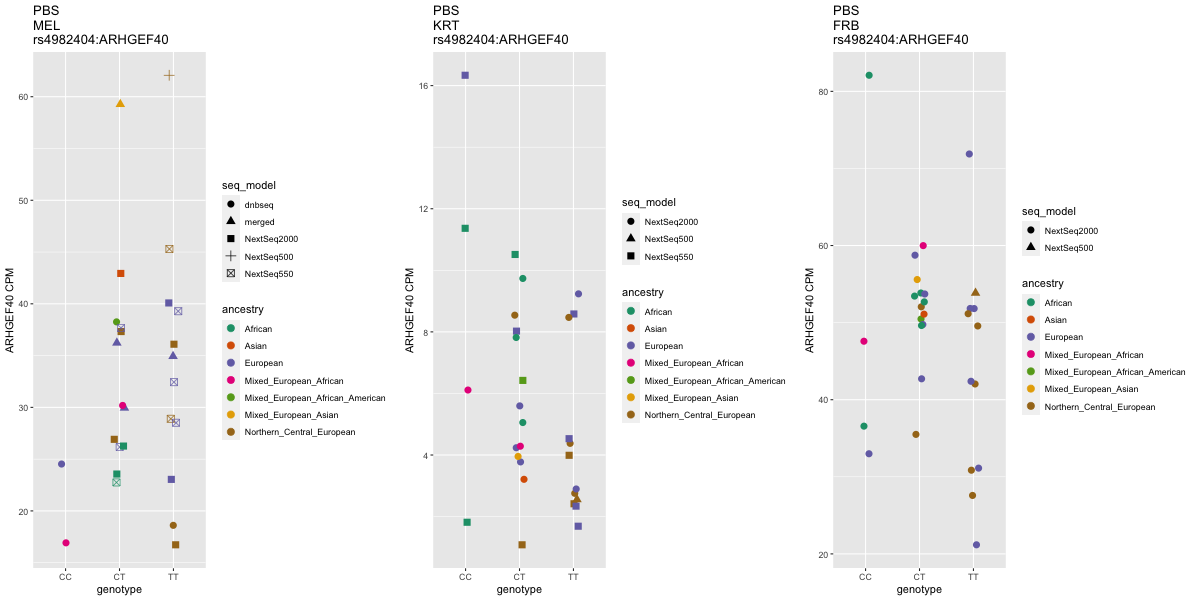 PBS
MEL
rs4982404:ARHGEF40
ARHGEF40 CPM
60
50
40
30
20
CC
CT
TT
genotype
seq_model
dnbseq
merged
NextSeq2000
NextSeq500
NextSeq550
ancestry
African
Asian
European
Mixed_European_African
Mixed_European_African_American
Mixed_European_Asian
Northern_Central_European
PBS
KRT
rs4982404:ARHGEF40
ARHGEF40 CPM
16
12
8
4
CC
CT
TT
genotype
seq_model
NextSeq2000
NextSeq500
NextSeq550
ancestry
African
Asian
European
Mixed_European_African
Mixed_European_African_American
Mixed_European_Asian
Northern_Central_European
PBS
FRB
rs4982404:ARHGEF40
ARHGEF40 CPM
80
60
40
20
CC
CT
TT
genotype
seq_model
NextSeq2000
NextSeq500
ancestry
African
Asian
European
Mixed_European_African
Mixed_European_African_American
Mixed_European_Asian
Northern_Central_European